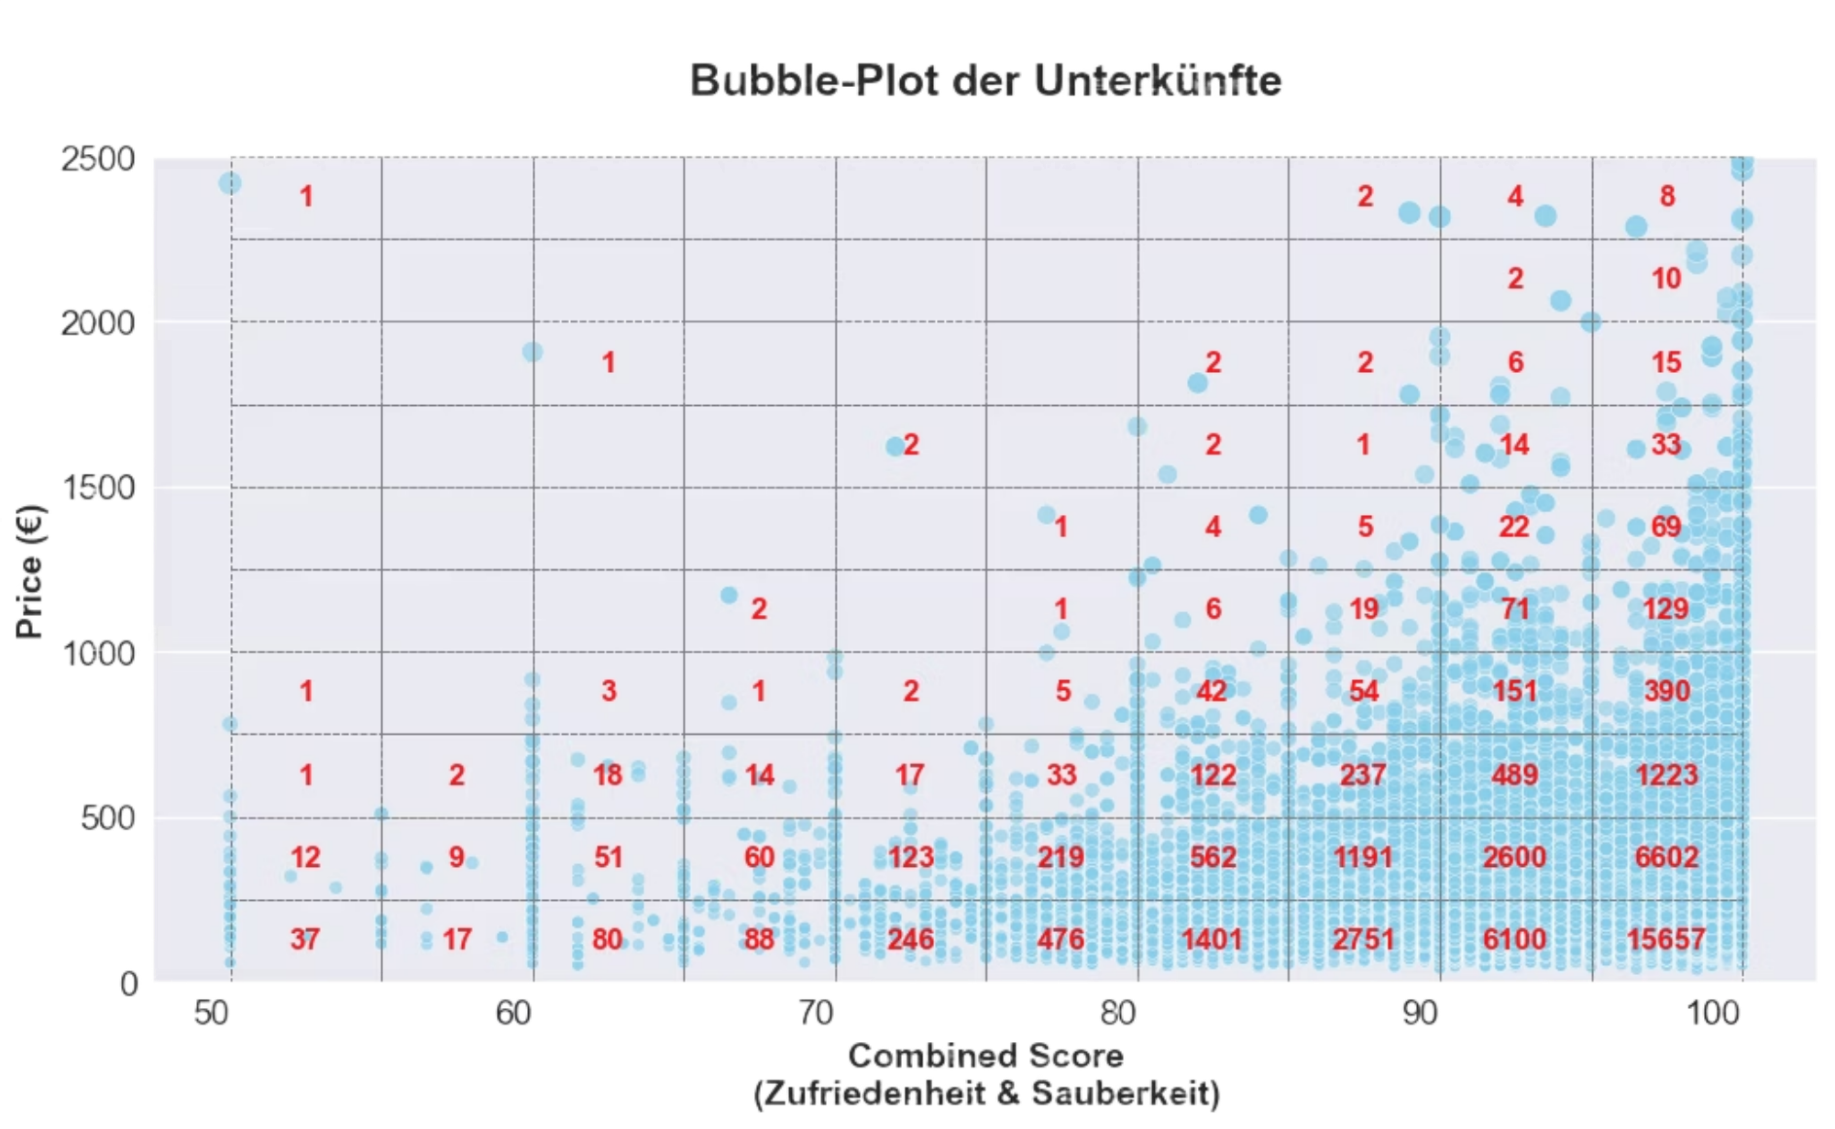 Bubble-Plot der Unterkünfte
2500
1 2 4 8
2 10
2000
1 2 2 6 15
2 2 1 14 33
1500
1 4 5 22 69
Price (€)
2 1 6 19 71 129
1000
1 3 1 2 5 42 54 151 390
1 2 18 14 17 33 122 237 489 1223
500
12 9 51 60 123 219 562 1191 2600 6602
37 17 80 88 246 476 1401 2751 6100 15657
0
50 60 70 80 90 100
Combined Score
(Zufriedenheit & Sauberkeit)